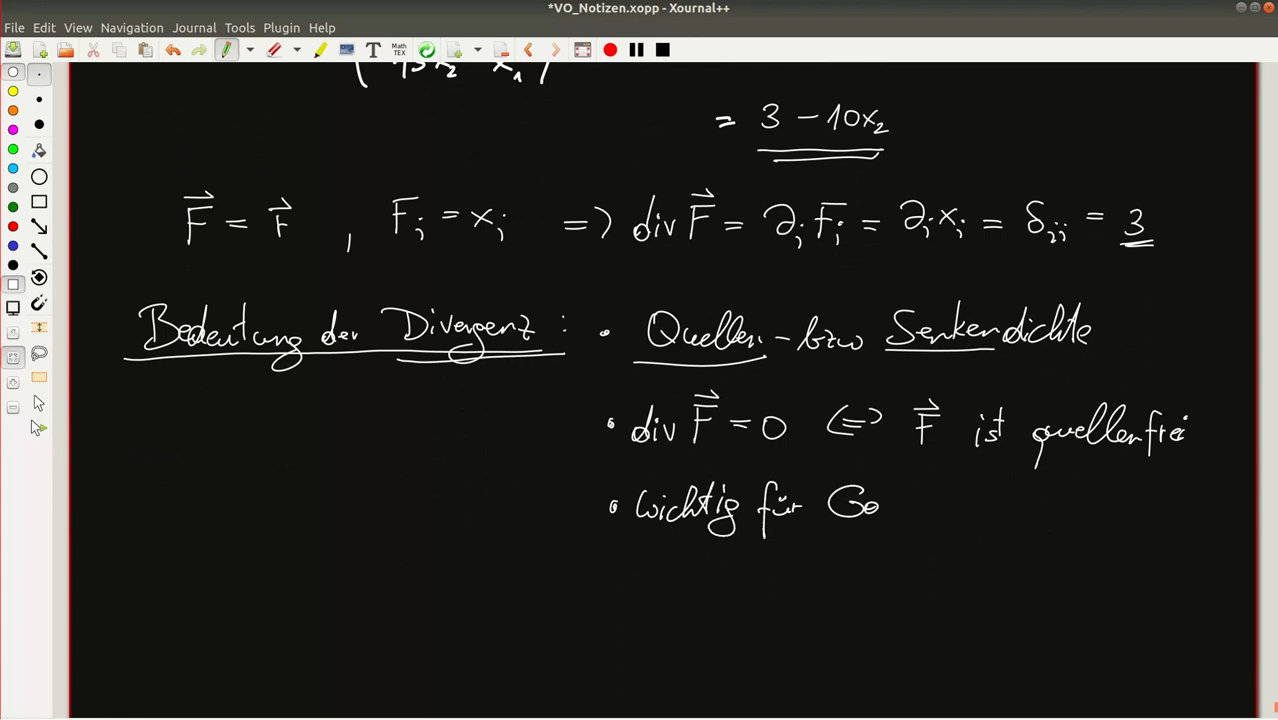 *VO_Notizen.xopp - Xournal++
File Edit View Navigation Journal Tools Plugin Help
= 3 - 10x₂
F⃗ = r⃗ , Fᵢ = xᵢ => div F⃗ = ∂ᵢFᵢ = ∂ᵢxᵢ = δᵢᵢ = 3
Bedeutung der Divergenz : • Quellen- bzw Senkendichte
• div F⃗ = 0 <=> F⃗ ist quellenfrei
• wichtig für Ga